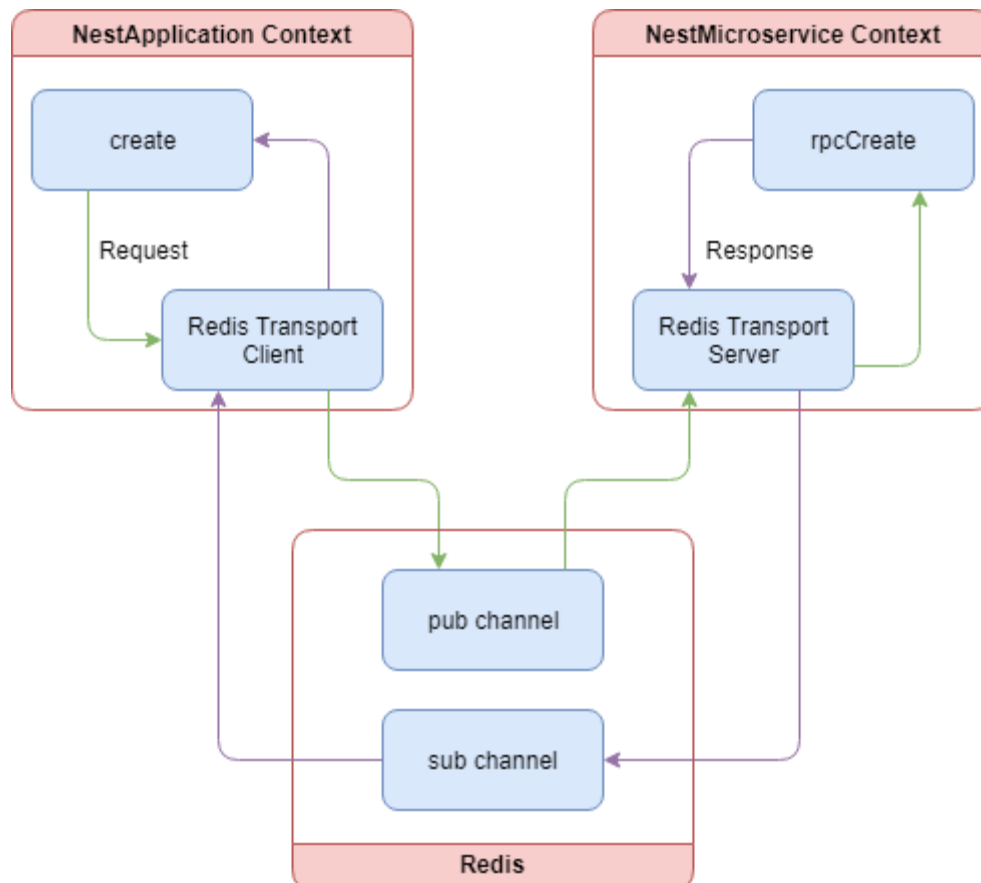 NestApplication Context
NestMicroservice Context
create
rpcCreate
Request
Response
Redis Transport
Client
Redis Transport
Server
pub channel
sub channel
Redis